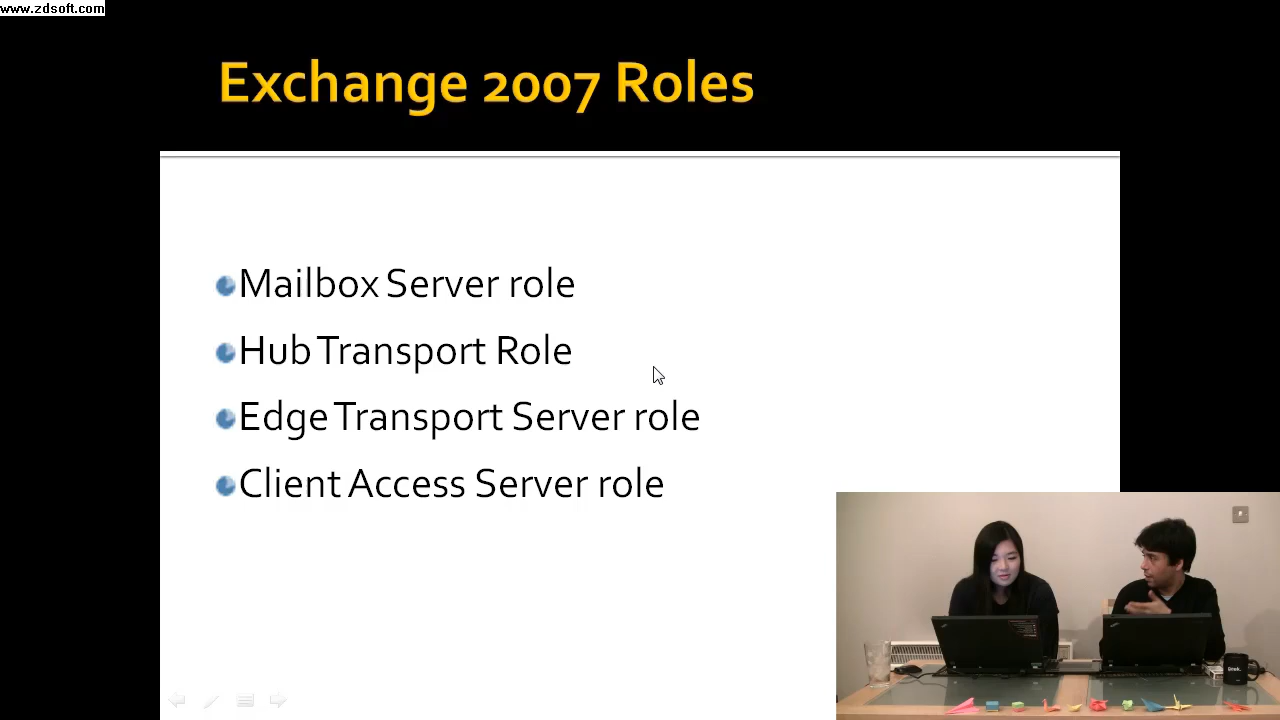 www.zdsoft.com
Exchange 2007 Roles
Mailbox Server role
Hub Transport Role
Edge Transport Server role
Client Access Server role